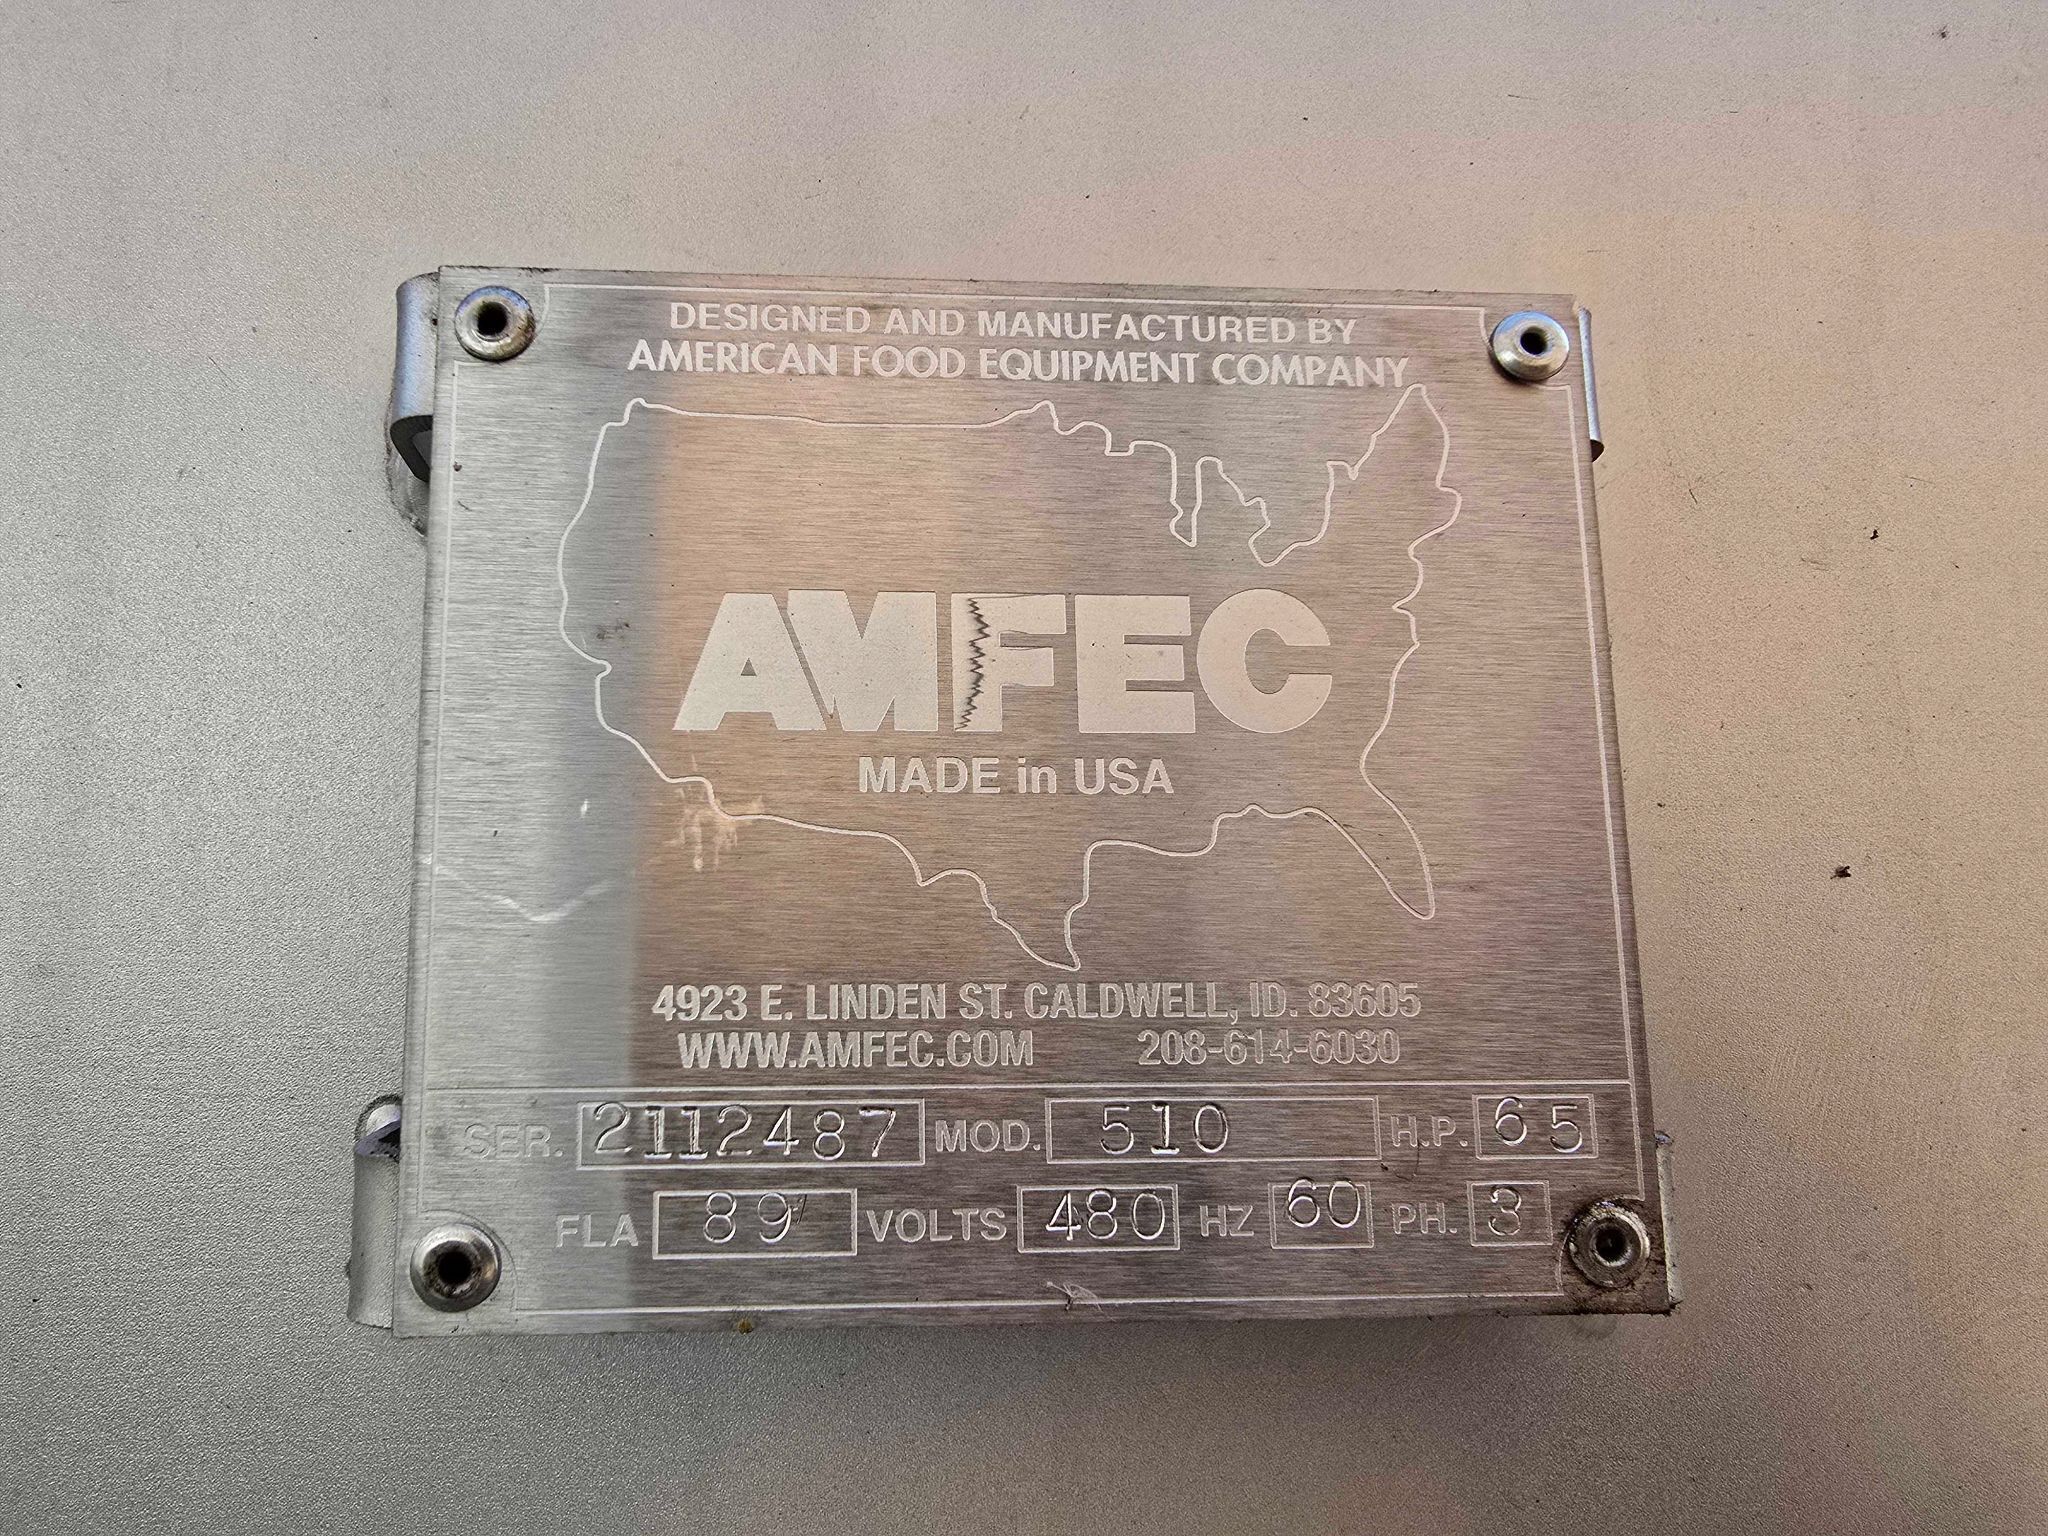 DESIGNED AND MANUFACTURED BY
AMERICAN FOOD EQUIPMENT COMPANY
AMFEC
MADE in USA
4923 E. LINDEN ST. CALDWELL, ID. 83605
WWW.AMFEC.COM 208-614-6030
SER. 2112487 MOD. 510 H.P. 65
FLA 89 VOLTS 480 HZ 60 PH. 3